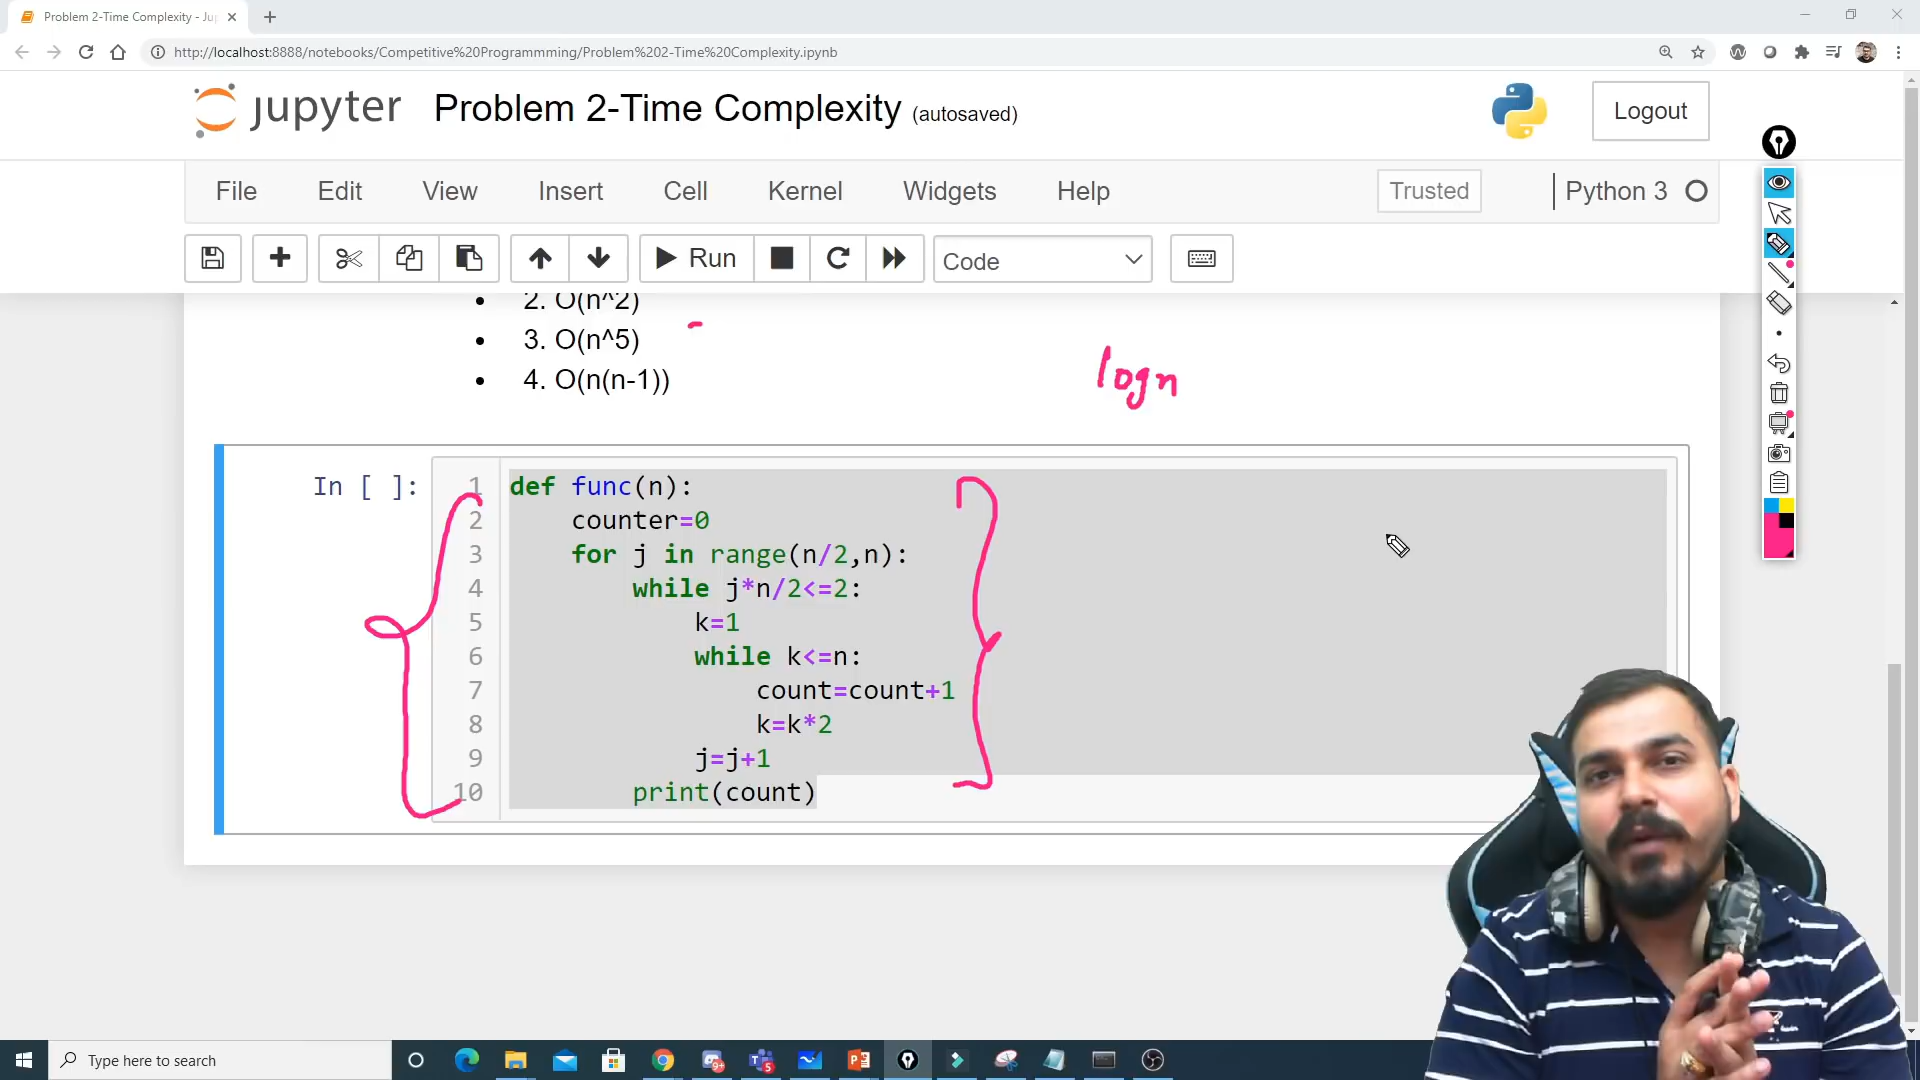 Problem 2-Time Complexity - Jup
http://localhost:8888/notebooks/Competitive%20Programmming/Problem%202-Time%20Complexity.ipynb
jupyter Problem 2-Time Complexity (autosaved)
Logout
File Edit View Insert Cell Kernel Widgets Help
Trusted
Python 3
Run
Code
2. O(n^2)
3. O(n^5)
4. O(n(n-1))
logn
In [ ]:
1 def func(n):
2 counter=0
3 for j in range(n/2,n):
4 while j*n/2<=2:
5 k=1
6 while k<=n:
7 count=count+1
8 k=k*2
9 j=j+1
10 print(count)
Type here to search
9+
5